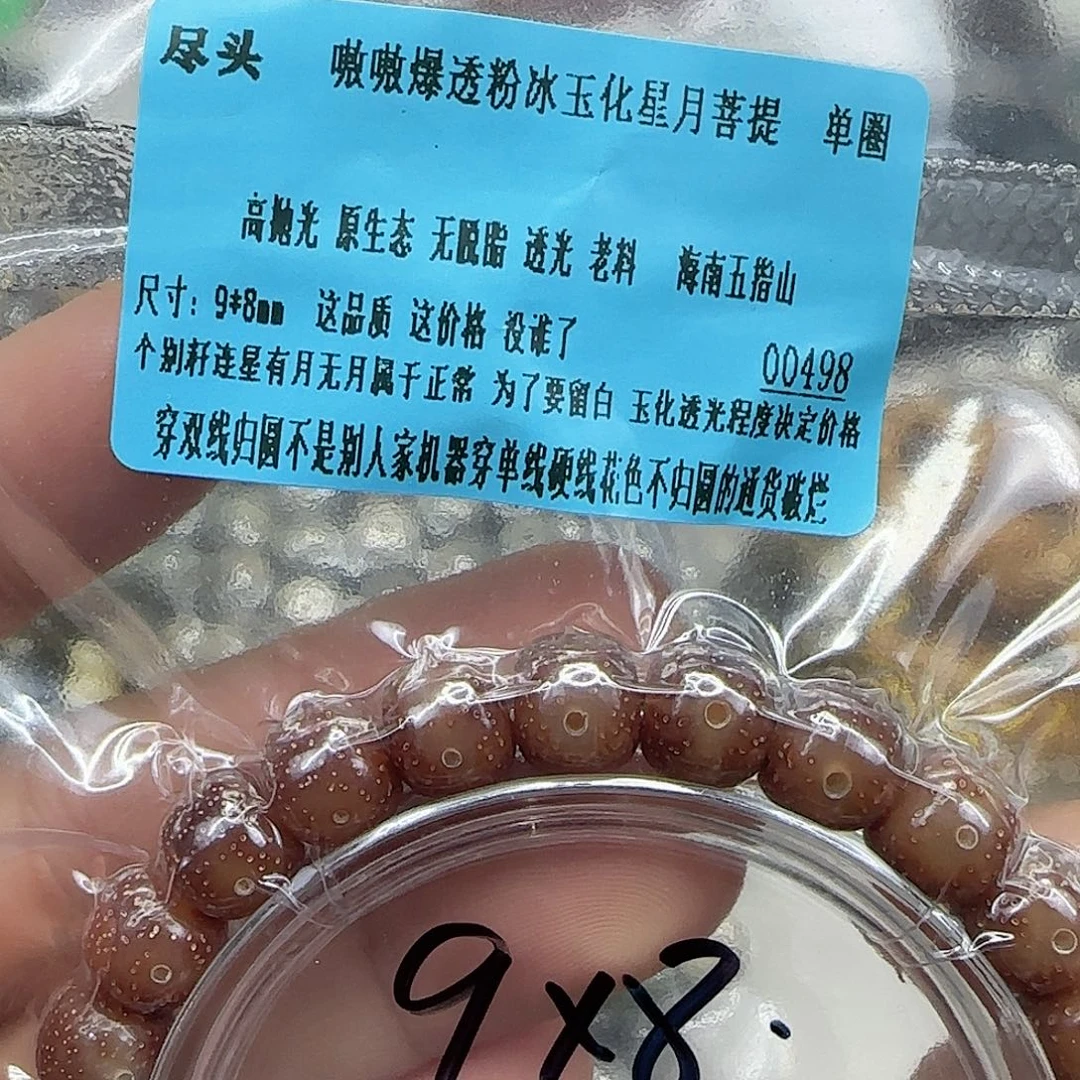 尽头 嗷嗷爆透粉冰玉化星月菩提 单圈
高抛光 原生态 无脱脂 透光 老料 海南五指山
尺寸：9*8mm 这品质 这价格 没谁了
00498
个别籽连星有月无月属于正常 为了要留白 玉化透光程度决定价格
穿双线归圆不是别人家机器穿单线硬线花色不归圆的通货破烂
9x8.